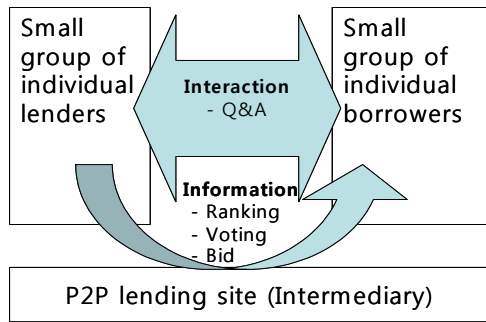 Small
group of
individual
lenders
Interaction
- Q&A
Small
group of
individual
borrowers
Information
- Ranking
- Voting
- Bid
P2P lending site (Intermediary)